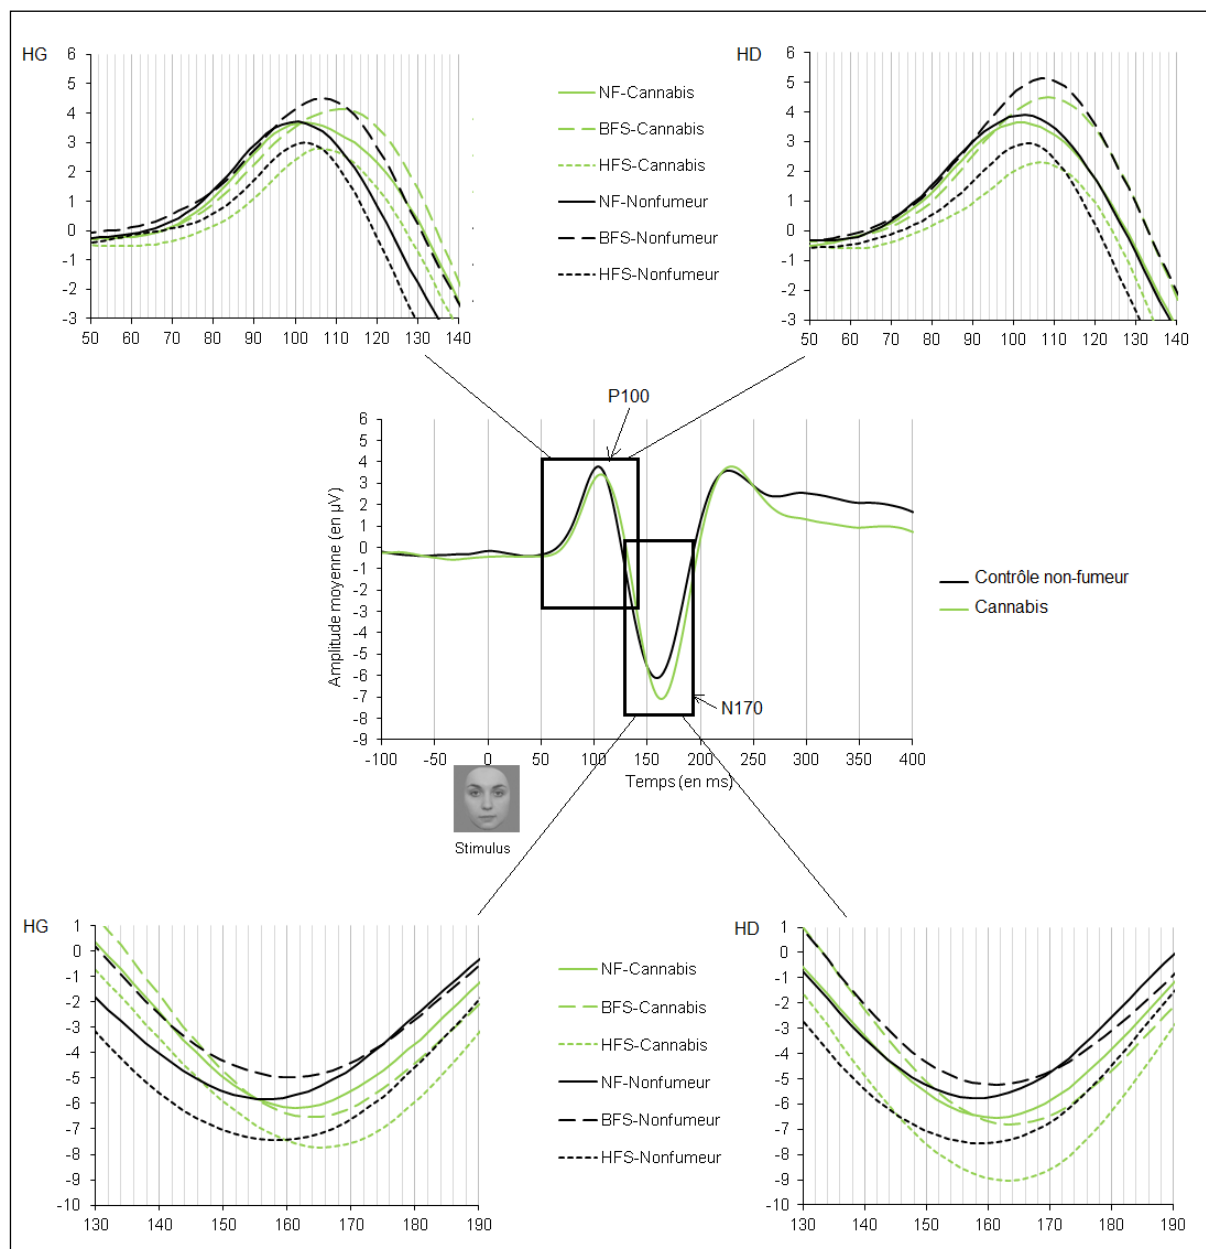 HG
6
5
4
3
2
1
0
-1
-2
-3
50 60 70 80 90 100 110 120 130 140
NF-Cannabis
BFS-Cannabis
HFS-Cannabis
NF-Nonfumeur
BFS-Nonfumeur
HFS-Nonfumeur
HD
6
5
4
3
2
1
0
-1
-2
-3
50 60 70 80 90 100 110 120 130 140
P100
Amplitude moyenne (en µV)
6
5
4
3
2
1
0
-1
-2
-3
-4
-5
-6
-7
-8
-9
-100 -50 0 50 100 150 200 250 300 350 400
Temps (en ms)
N170
Contrôle non-fumeur
Cannabis
Stimulus
HG
1
0
-1
-2
-3
-4
-5
-6
-7
-8
-9
-10
130 140 150 160 170 180 190
NF-Cannabis
BFS-Cannabis
HFS-Cannabis
NF-Nonfumeur
BFS-Nonfumeur
HFS-Nonfumeur
HD
1
0
-1
-2
-3
-4
-5
-6
-7
-8
-9
-10
130 140 150 160 170 180 190